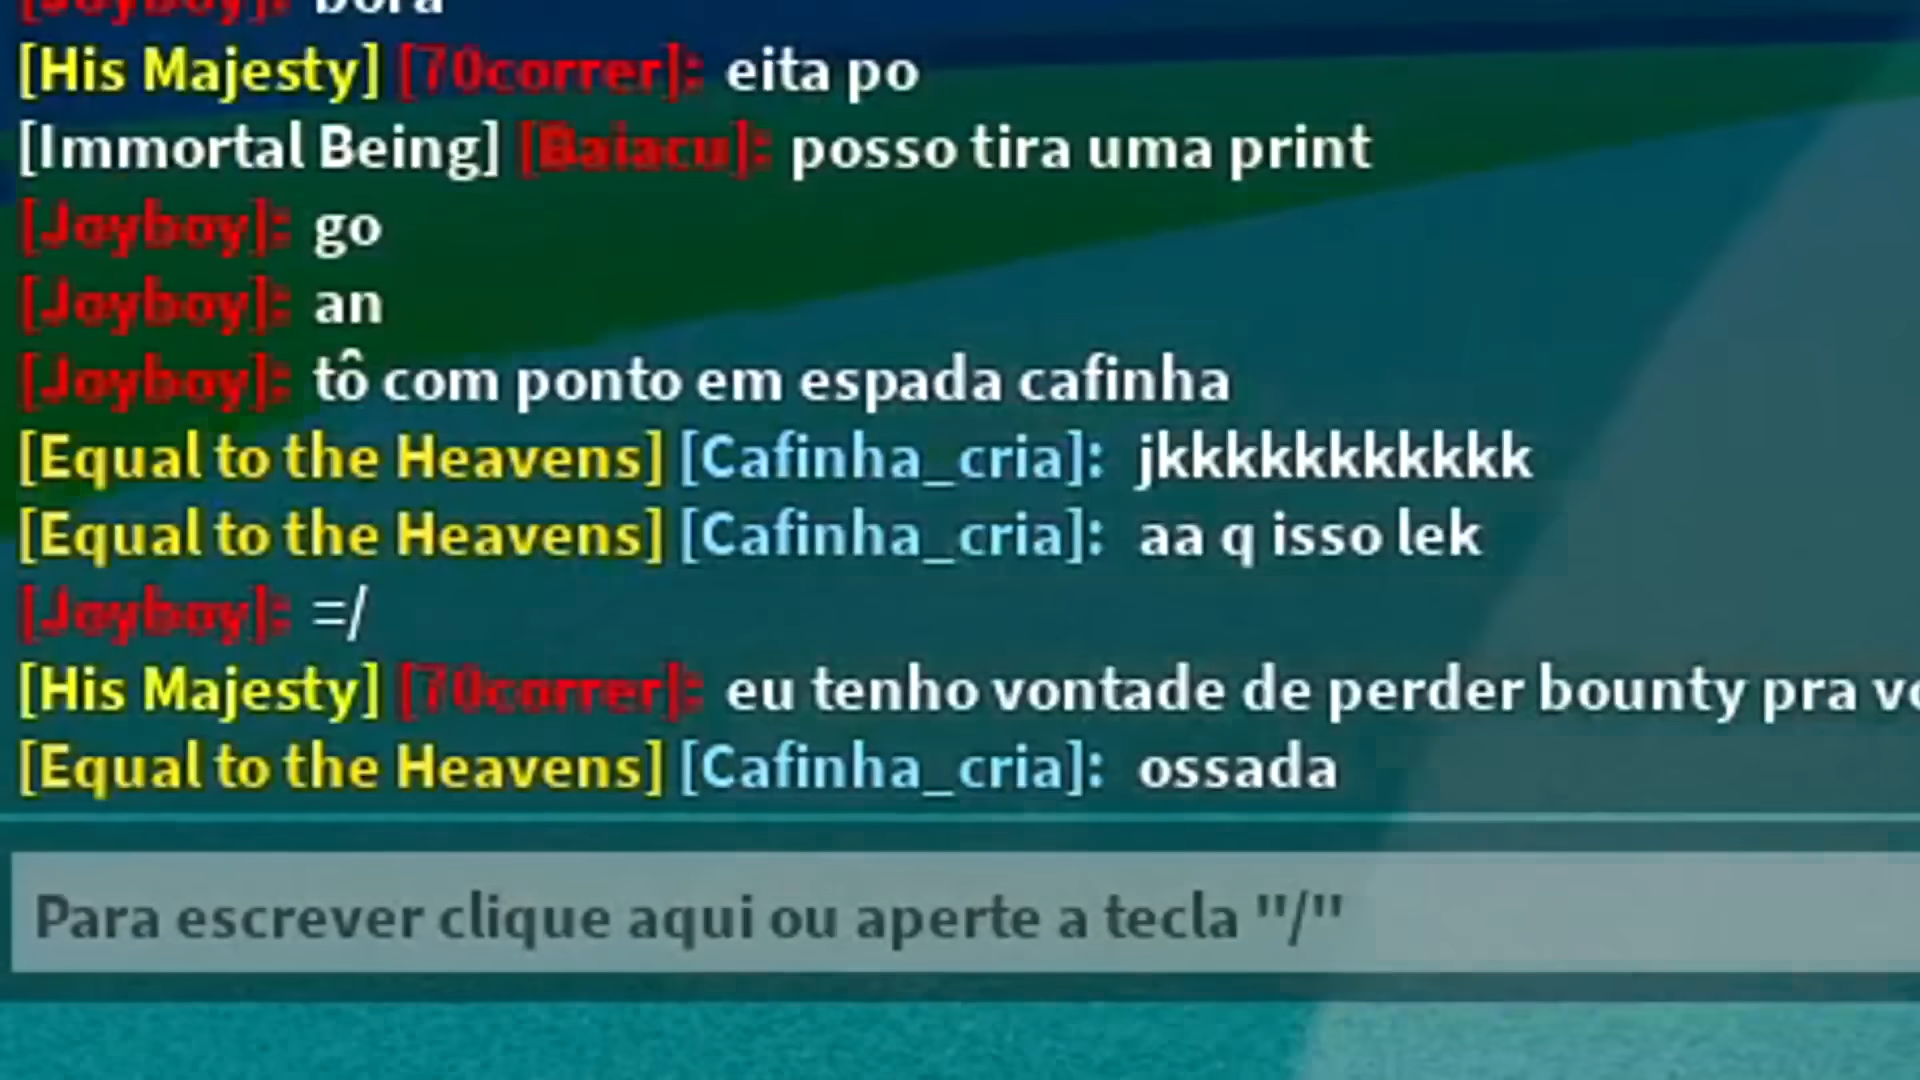 [Joyboy]: bora
[His Majesty] [70correr]: eita po
[Immortal Being] [Baiacu]: posso tira uma print
[Joyboy]: go
[Joyboy]: an
[Joyboy]: tô com ponto em espada cafinha
[Equal to the Heavens] [Cafinha_cria]: jkkkkkkkkkkk
[Equal to the Heavens] [Cafinha_cria]: aa q isso lek
[Joyboy]: =/
[His Majesty] [70correr]: eu tenho vontade de perder bounty pra
[Equal to the Heavens] [Cafinha_cria]: ossada
Para escrever clique aqui ou aperte a tecla "/"